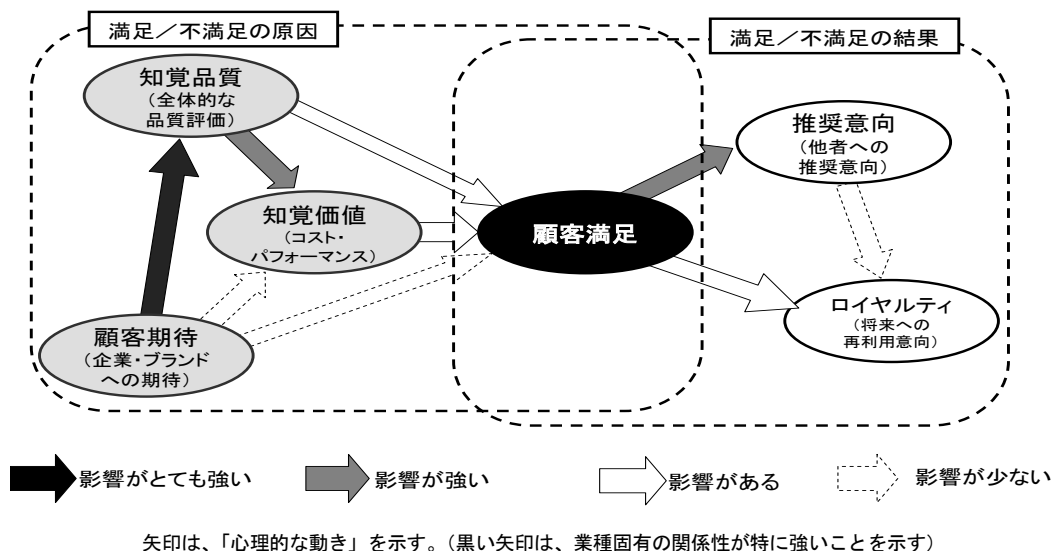 満足／不満足の原因
満足／不満足の結果
知覚品質
（全体的な
品質評価）
推奨意向
（他者への
推奨意向）
知覚価値
（コスト・
パフォーマンス）
顧客満足
顧客期待
（企業・ブランド
への期待）
ロイヤルティ
（将来への
再利用意向）
影響がとても強い
影響が強い
影響がある
影響が少ない
矢印は、「心理的な動き」を示す。（黒い矢印は、業種固有の関係性が特に強いことを示す）